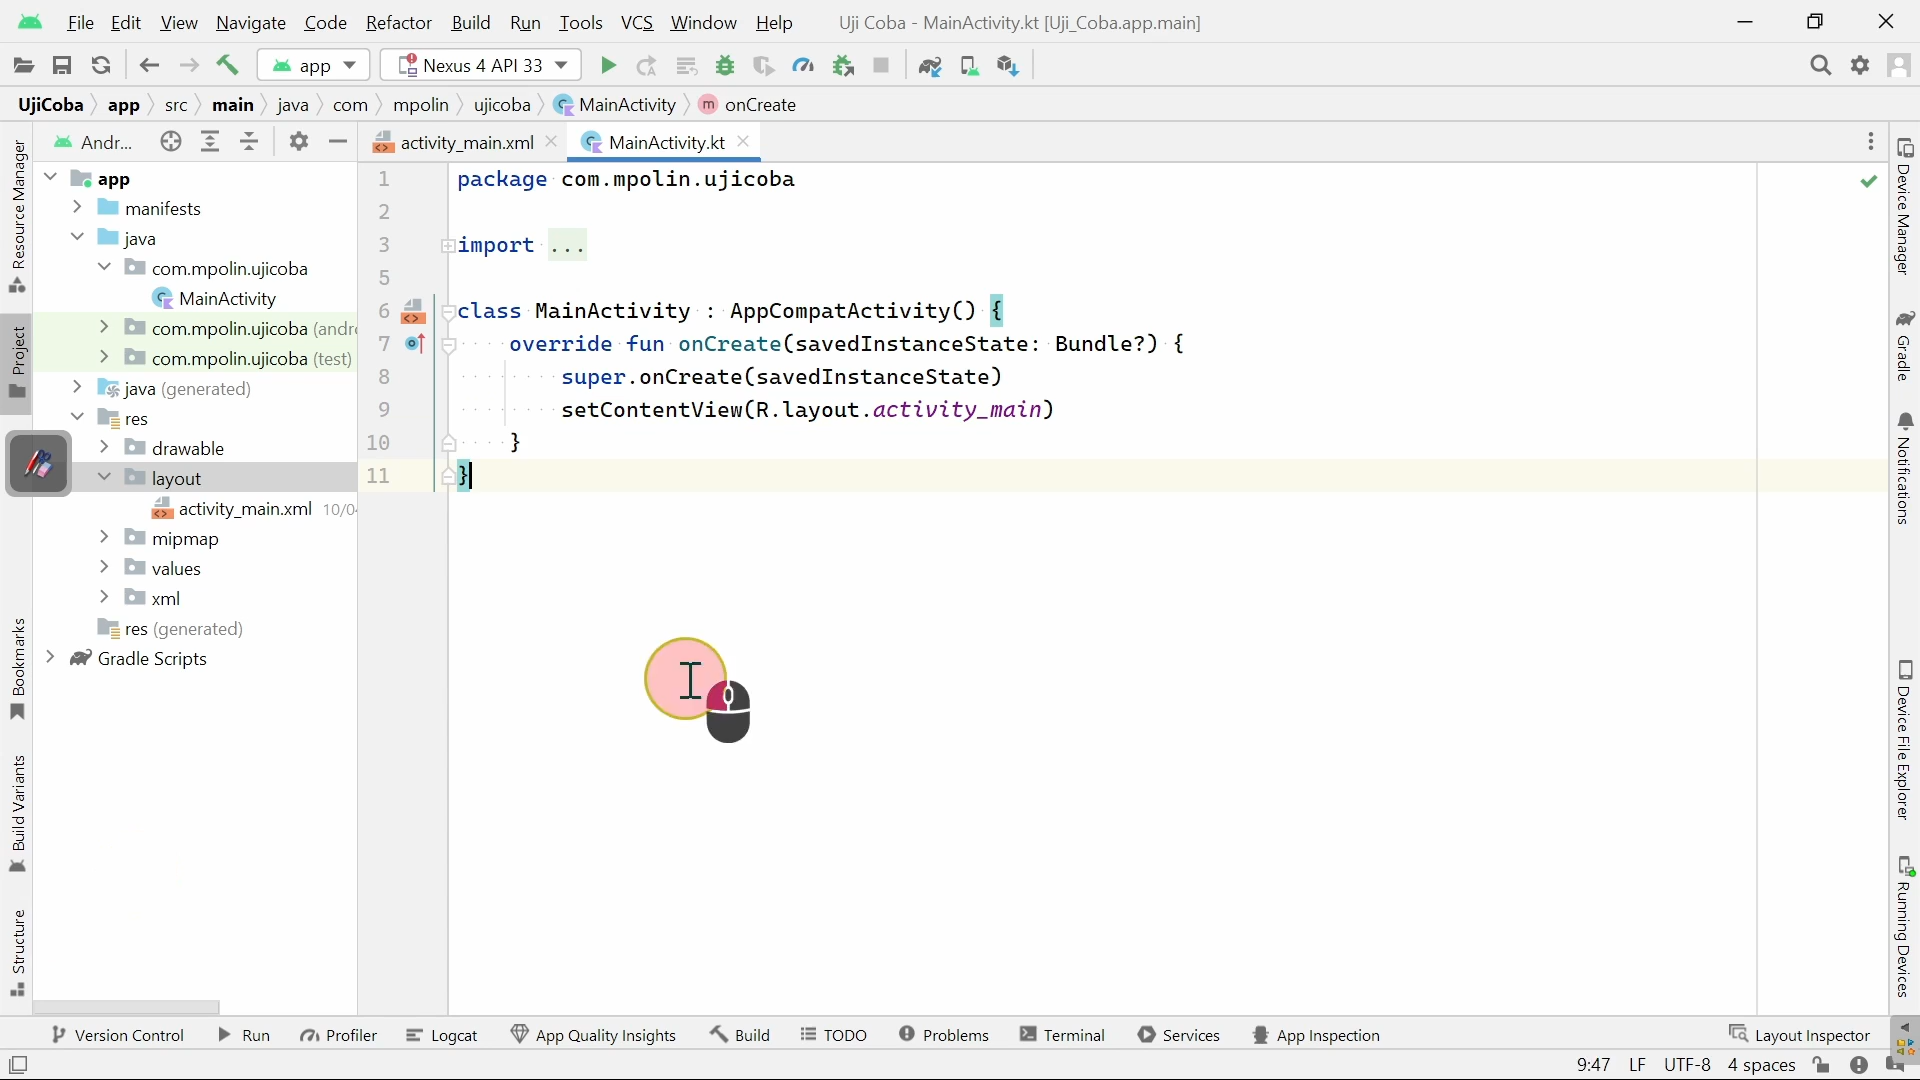 File Edit View Navigate Code Refactor Build Run Tools VCS Window Help Uji Coba - MainActivity.kt [Uji_Coba.app.main]
app Nexus 4 API 33
UjiCoba app src main java com mpolin ujicoba MainActivity m onCreate
Andr... activity_main.xml MainActivity.kt
Resource Manager
Project
Bookmarks
Build Variants
Structure
app
manifests
java
com.mpolin.ujicoba
MainActivity
com.mpolin.ujicoba (andr
com.mpolin.ujicoba (test)
java (generated)
res
drawable
layout
activity_main.xml 10/0
mipmap
values
xml
res (generated)
Gradle Scripts
1 package com.mpolin.ujicoba
2
3 import ...
5
6 class MainActivity : AppCompatActivity() {
7 override fun onCreate(savedInstanceState: Bundle?) {
8 super.onCreate(savedInstanceState)
9 setContentView(R.layout.activity_main)
10 }
11 }
Device Manager
Gradle
Notifications
Device File Explorer
Running Devices
Version Control Run Profiler Logcat App Quality Insights Build TODO Problems Terminal Services App Inspection Layout Inspector
9:47 LF UTF-8 4 spaces